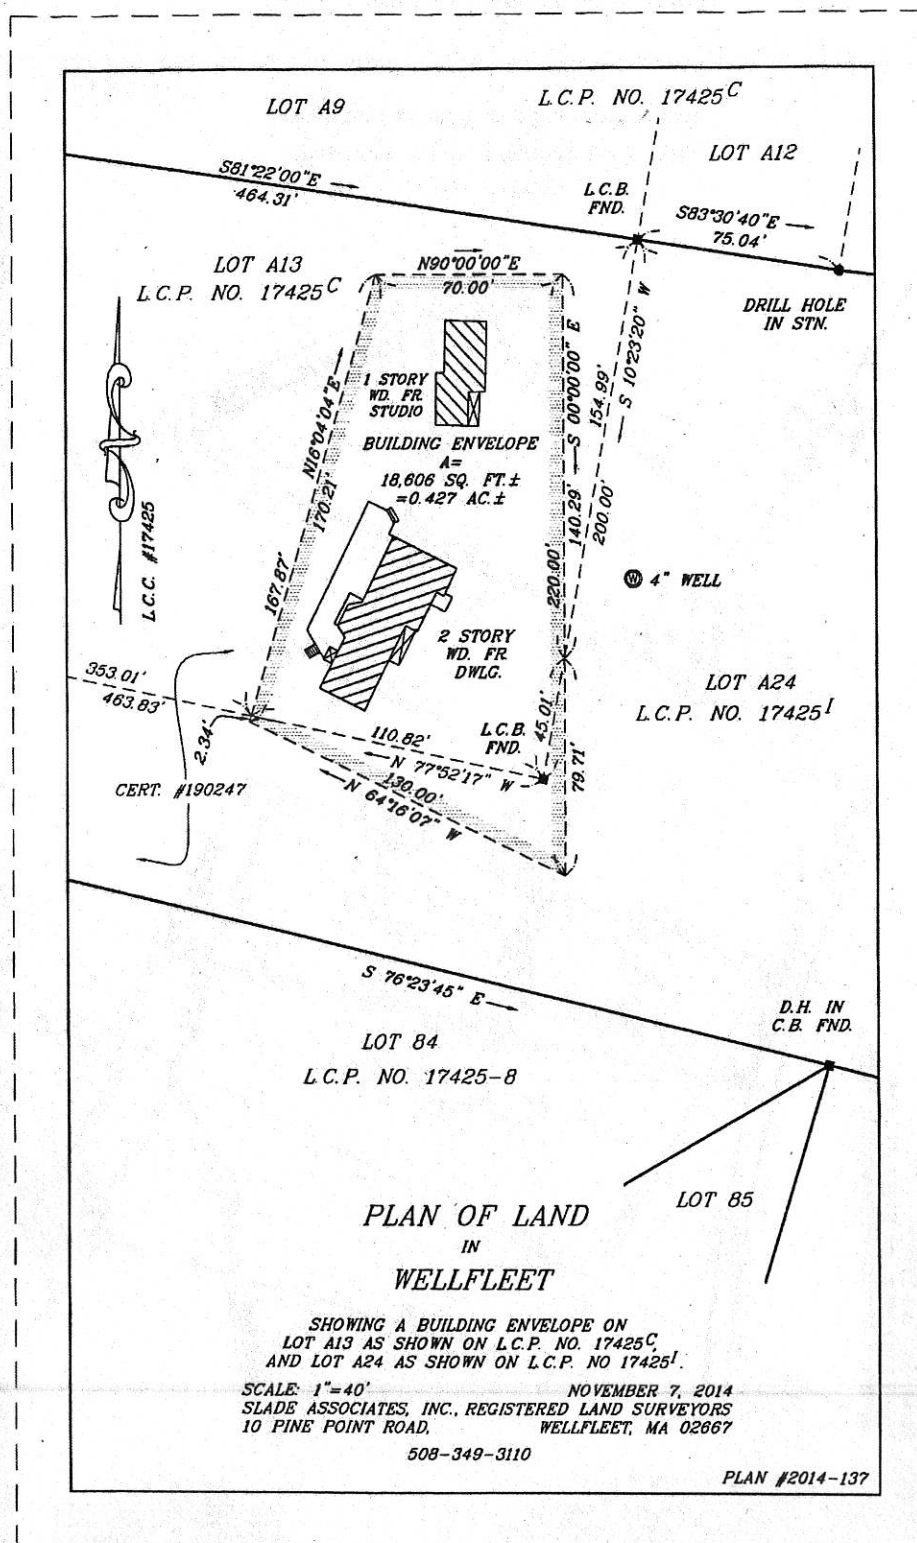 LOT A9
L.C.P. NO. 17425C
LOT A12
S81°22'00"E
464.31'
L.C.B.
FND.
S83°30'40"E
75.04'
LOT A13
L.C.P. NO. 17425C
N90°00'00"E
70.00'
DRILL HOLE
IN STN.
1 STORY
WD. FR.
STUDIO
BUILDING ENVELOPE
A=
18,606 SQ. FT.±
=0.427 AC.±
N16°04'04"E
170.21'
167.87'
S 00°00'00" E
140.29'
220.00'
154.99'
S 10°23'20" W
200.00'
L.C.C. #17425
W 4" WELL
2 STORY
WD. FR.
DWLG.
353.01'
463.83'
LOT A24
L.C.P. NO. 17425I
2.34'
110.82'
L.C.B.
FND.
45.01'
79.71'
N 77°52'17" W
130.00'
N 64°16'07" W
CERT. #190247
S 76°23'45" E
D.H. IN
C.B. FND.
LOT 84
L.C.P. NO. 17425-8
LOT 85
PLAN OF LAND
IN
WELLFLEET
SHOWING A BUILDING ENVELOPE ON
LOT A13 AS SHOWN ON L.C.P. NO. 17425C,
AND LOT A24 AS SHOWN ON L.C.P. NO 17425I.
SCALE: 1"=40' NOVEMBER 7, 2014
SLADE ASSOCIATES, INC., REGISTERED LAND SURVEYORS
10 PINE POINT ROAD, WELLFLEET, MA 02667
508-349-3110
PLAN #2014-137